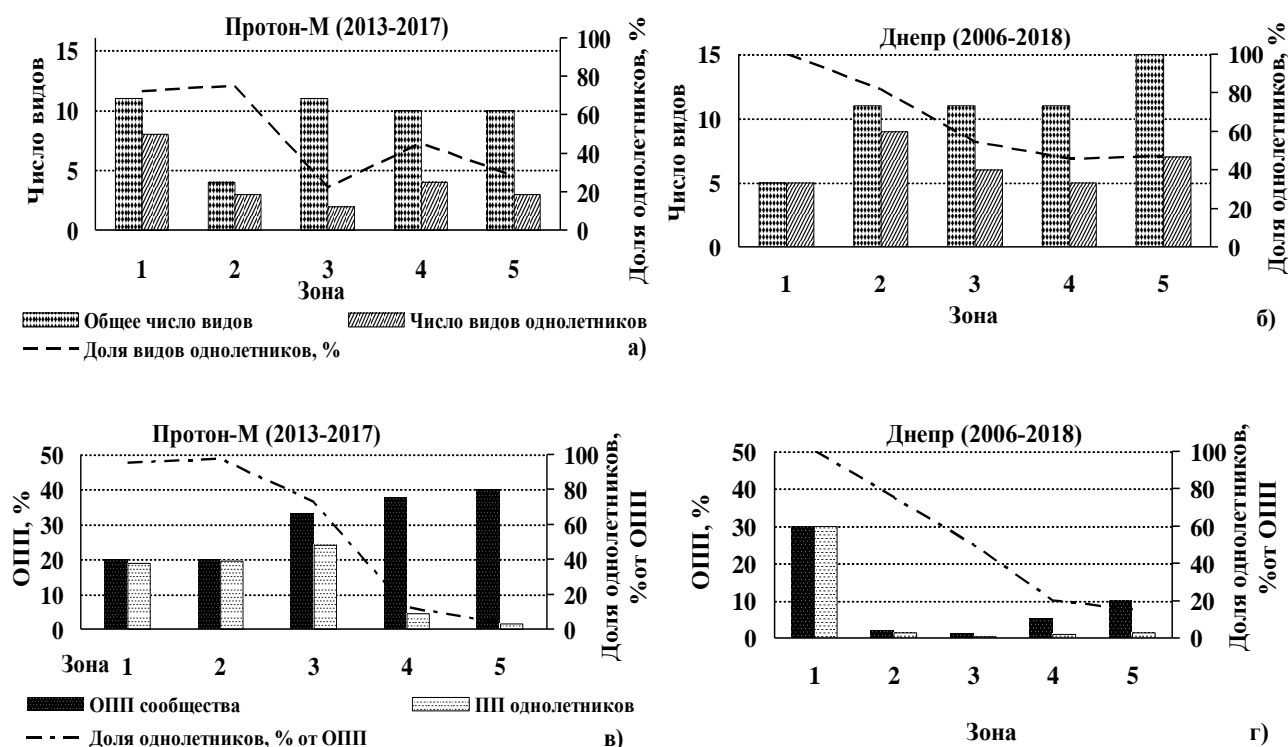 Протон-М (2013-2017)
Число видов
15
10
5
0
100
80
60
40
20
0
Доля однолетников, %
1 2 3 4 5
Зона
Общее число видов
Число видов однолетников
Доля видов однолетников, %
а)
Днепр (2006-2018)
Число видов
15
10
5
0
100
80
60
40
20
0
Доля однолетников, %
1 2 3 4 5
Зона
б)
Протон-М (2013-2017)
ОПП, %
50
40
30
20
10
0
100
80
60
40
20
0
Доля однолетников,
%от ОПП
Зона 1 2 3 4 5
ОПП сообщества
ПП однолетников
Доля однолетников, % от ОПП
в)
Днепр (2006-2018)
ОПП, %
50
40
30
20
10
0
100
80
60
40
20
0
Доля однолетников,
%от ОПП
1 2 3 4 5
Зона
г)